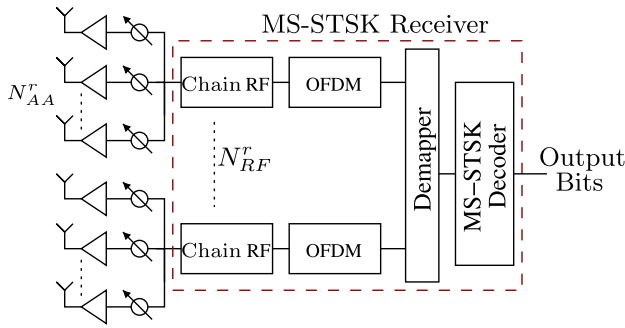 MS-STSK Receiver
N^r_{AA}
Chain RF
OFDM
N^r_{RF}
Chain RF
OFDM
Demapper
MS−STSK
Decoder
Output
Bits